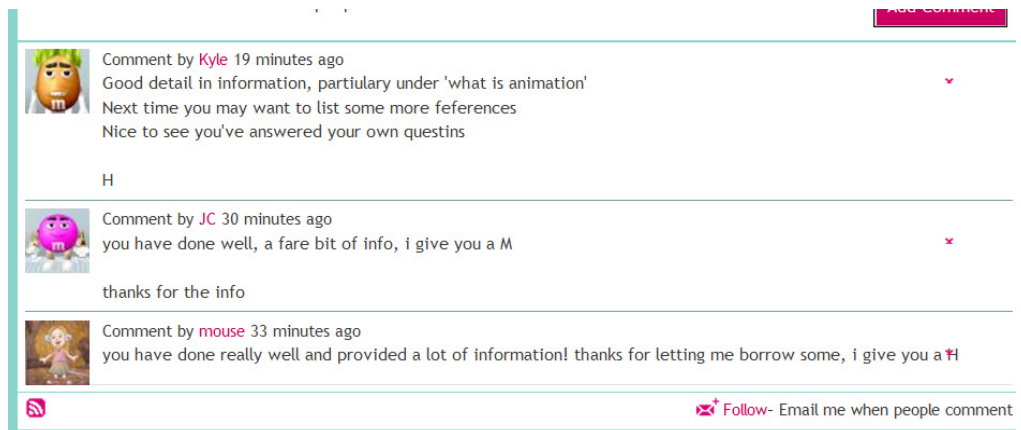 Add Comment
Comment by Kyle 19 minutes ago
Good detail in information, partiulary under 'what is animation'
Next time you may want to list some more feferences
Nice to see you've answered your own questins
H
Comment by JC 30 minutes ago
you have done well, a fare bit of info, i give you a M
thanks for the info
Comment by mouse 33 minutes ago
you have done really well and provided a lot of information! thanks for letting me borrow some, i give you a H
Follow- Email me when people comment